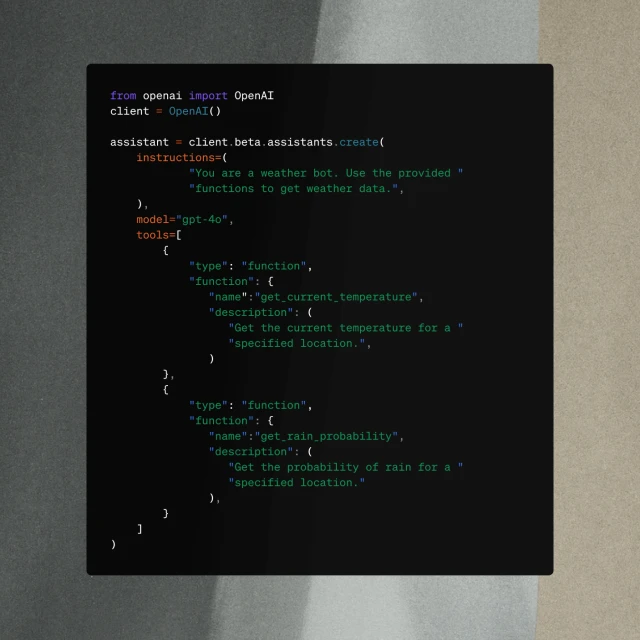 from openai import OpenAI
client = OpenAI()

assistant = client.beta.assistants.create(
    instructions=(
            "You are a weather bot. Use the provided "
            "functions to get weather data.",
    ),
    model="gpt-4o",
    tools=[
        {
            "type": "function",
            "function": {
               "name":"get_current_temperature",
               "description": (
                  "Get the current temperature for a "
                  "specified location.",
               )
        },
        {
            "type": "function",
            "function": {
               "name":"get_rain_probability",
               "description": (
                  "Get the probability of rain for a "
                  "specified location."
               ),
        }
    ]
)